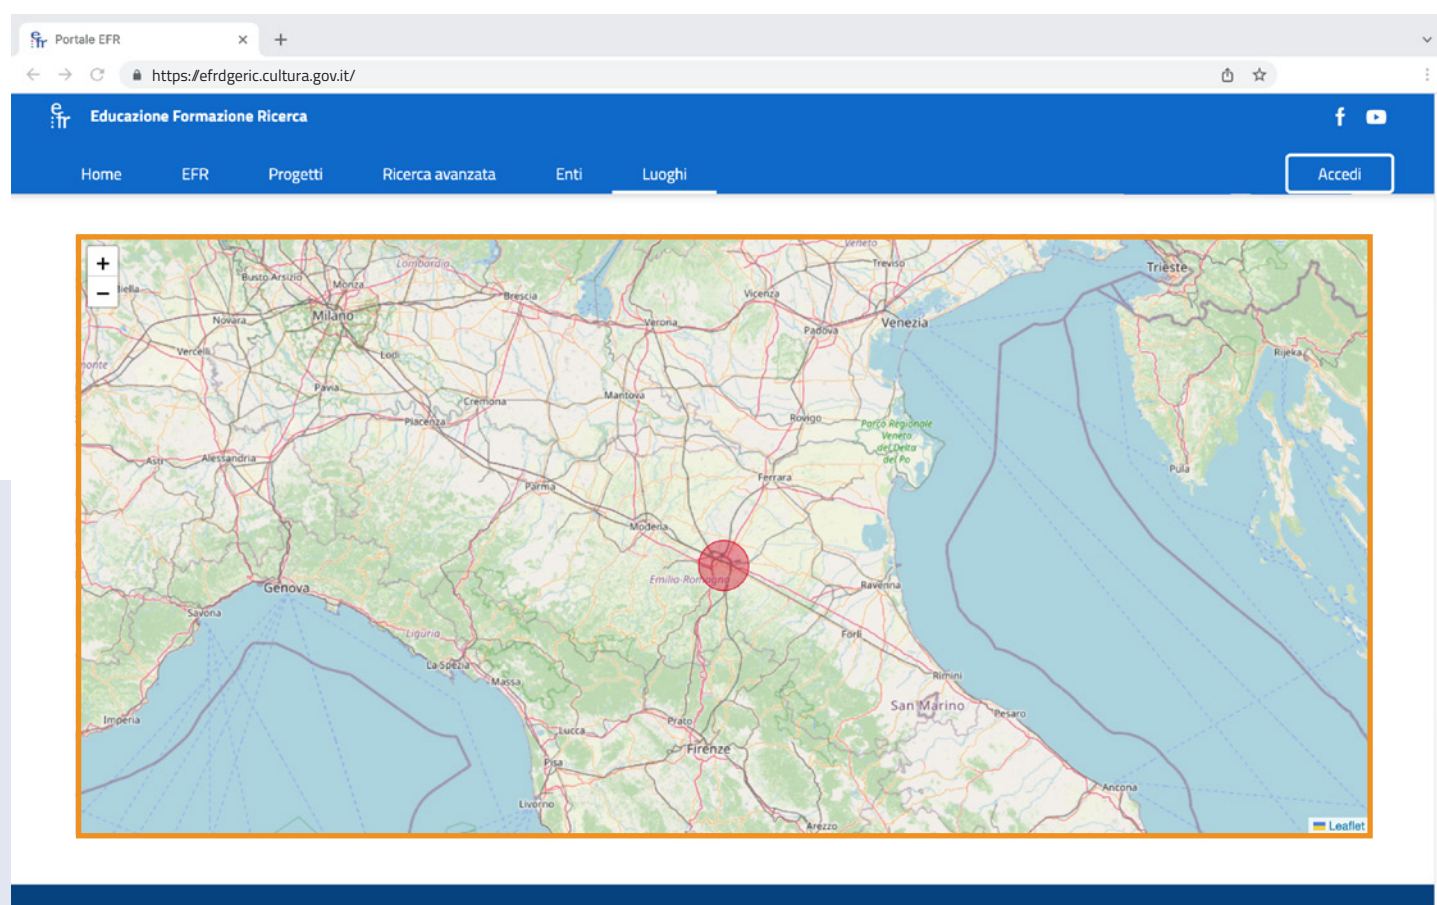 efr Portale EFR
https://efrdgeric.cultura.gov.it/
efr Educazione Formazione Ricerca
Home EFR Progetti Ricerca avanzata Enti Luoghi Accedi
+
−
Lombardia
Veneto
Treviso
Trieste
Busto Arsizio
Monza
Brescia
Vicenza
Novara
Milano
Verona
Padova
Venezia
Vercelli
Lodi
Rijeka
Pavia
Cremona
Mantova
Piacenza
Rovigo
Parco Regionale
Veneto
del Delta
del Po
Asti
Alessandria
Pula
Parma
Ferrara
Modena
Genova
Ravenna
Savona
Liguria
Forlì
La Spezia
Massa
Rimini
San Marino
Imperia
Prato
Pesaro
Lucca
Firenze
Pisa
Ancona
Livorno
Arezzo
Leaflet